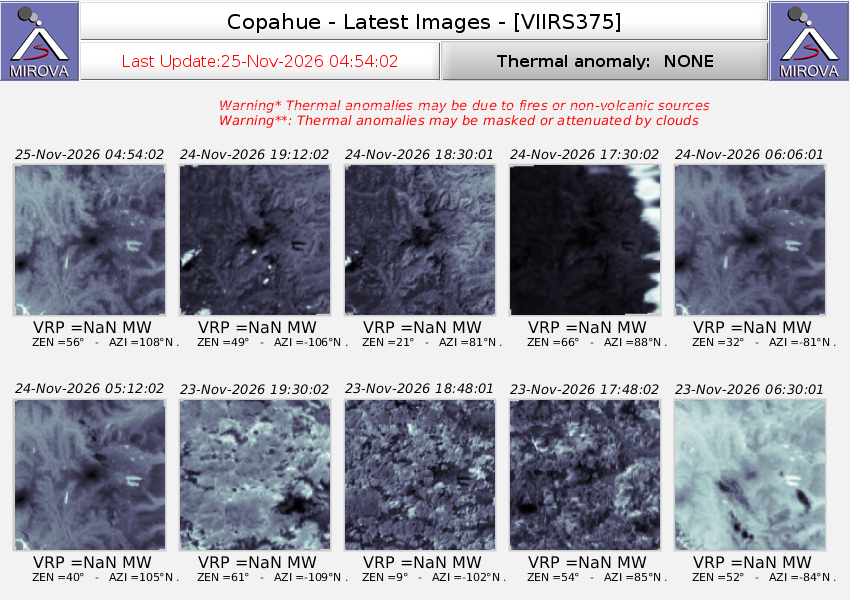 MIROVA
Copahue - Latest Images - [VIIRS375]
MIROVA
Last Update:25-Nov-2026 04:54:02
Thermal anomaly: NONE
Warning* Thermal anomalies may be due to fires or non-volcanic sources
Warning**: Thermal anomalies may be masked or attenuated by clouds
25-Nov-2026 04:54:02 24-Nov-2026 19:12:02 24-Nov-2026 18:30:01 24-Nov-2026 17:30:02 24-Nov-2026 06:06:01
VRP =NaN MW VRP =NaN MW VRP =NaN MW VRP =NaN MW VRP =NaN MW
ZEN =56° - AZI =108°N . ZEN =49° - AZI =-106°N . ZEN =21° - AZI =81°N . ZEN =66° - AZI =88°N . ZEN =32° - AZI =-81°N .
24-Nov-2026 05:12:02 23-Nov-2026 19:30:02 23-Nov-2026 18:48:01 23-Nov-2026 17:48:02 23-Nov-2026 06:30:01
VRP =NaN MW VRP =NaN MW VRP =NaN MW VRP =NaN MW VRP =NaN MW
ZEN =40° - AZI =105°N . ZEN =61° - AZI =-109°N . ZEN =9° - AZI =-102°N . ZEN =54° - AZI =85°N . ZEN =52° - AZI =-84°N .